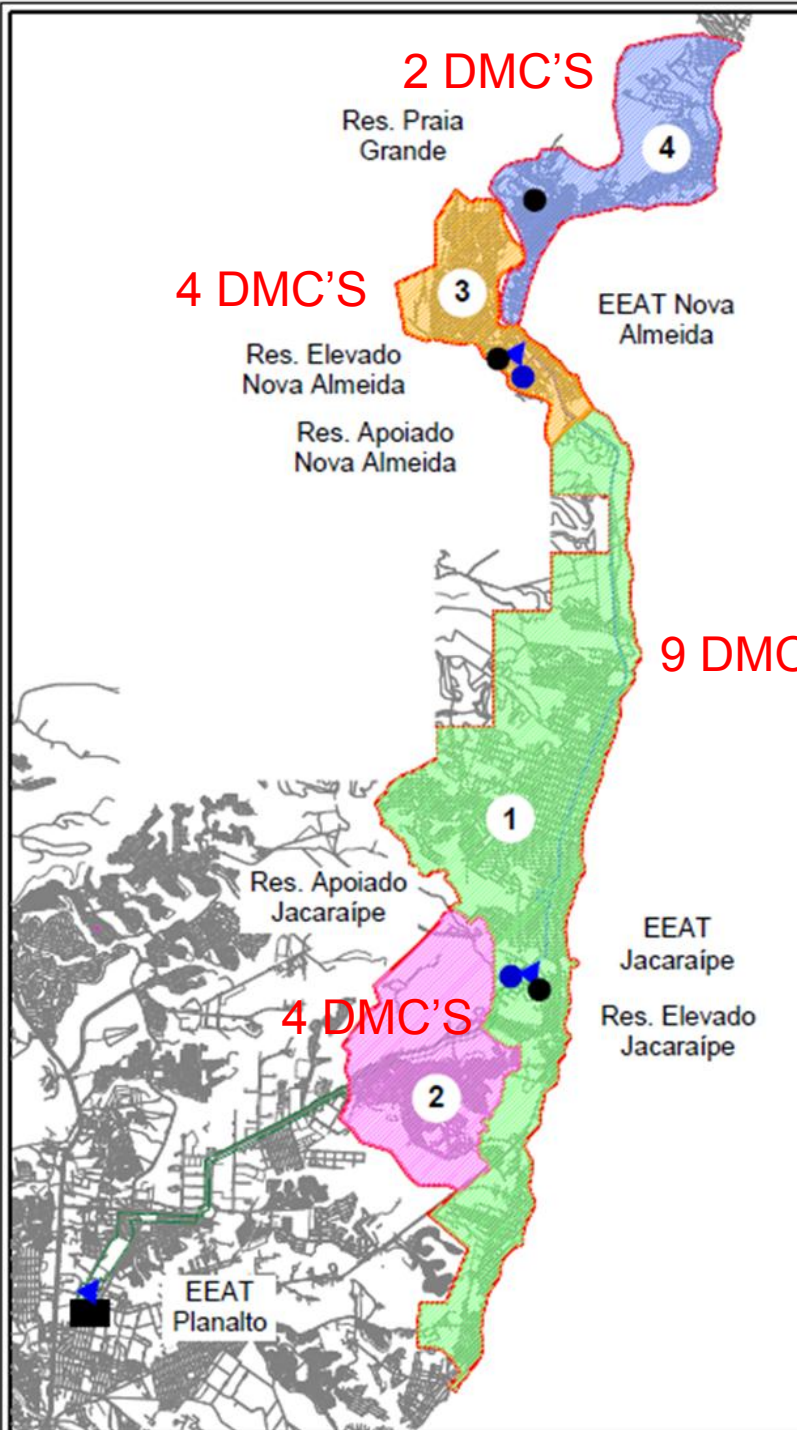 2 DMC'S
Res. Praia
Grande
4
4 DMC'S
3
EEAT Nova
Almeida
Res. Elevado
Nova Almeida
Res. Apoiado
Nova Almeida
9 DMC
1
Res. Apoiado
Jacaraípe
EEAT
Jacaraípe
4 DMC'S
Res. Elevado
Jacaraípe
2
EEAT
Planalto